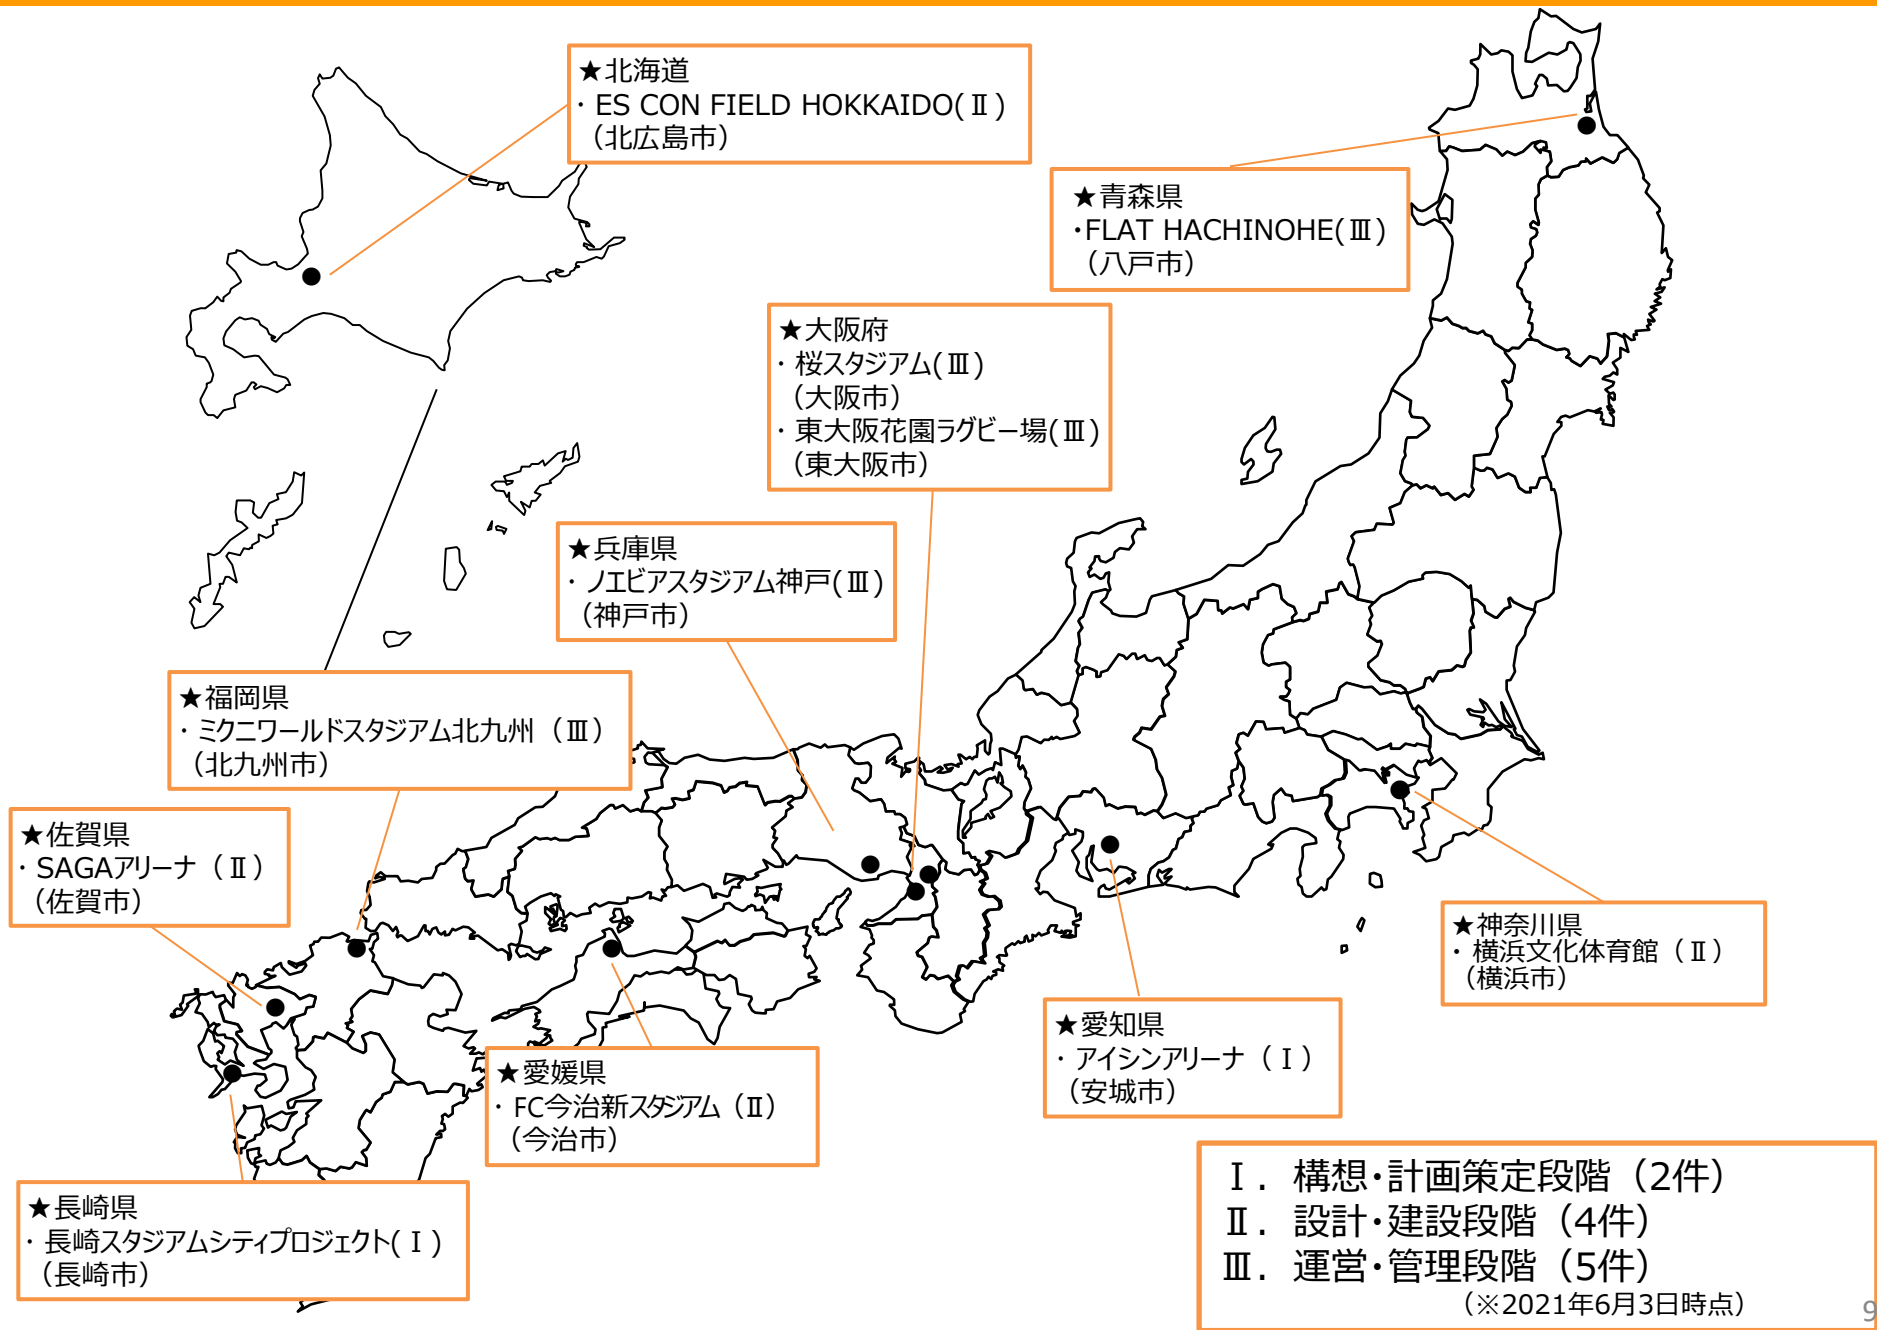 ★北海道
・ES CON FIELD HOKKAIDO(Ⅱ)
（北広島市）
★青森県
・FLAT HACHINOHE(Ⅲ)
（八戸市）
★大阪府
・桜スタジアム(Ⅲ)
（大阪市）
・東大阪花園ラグビー場(Ⅲ)
（東大阪市）
★兵庫県
・ノエビアスタジアム神戸(Ⅲ)
（神戸市）
★福岡県
・ミクニワールドスタジアム北九州（Ⅲ）
（北九州市）
★佐賀県
・SAGAアリーナ（Ⅱ）
（佐賀市）
★神奈川県
・横浜文化体育館（Ⅱ）
（横浜市）
★愛知県
・アイシンアリーナ（Ⅰ）
（安城市）
★愛媛県
・FC今治新スタジアム（Ⅱ）
（今治市）
★長崎県
・長崎スタジアムシティプロジェクト(Ⅰ)
（長崎市）
Ⅰ．構想・計画策定段階（2件）
Ⅱ．設計・建設段階（4件）
Ⅲ．運営・管理段階（5件）
（※2021年6月3日時点）
9